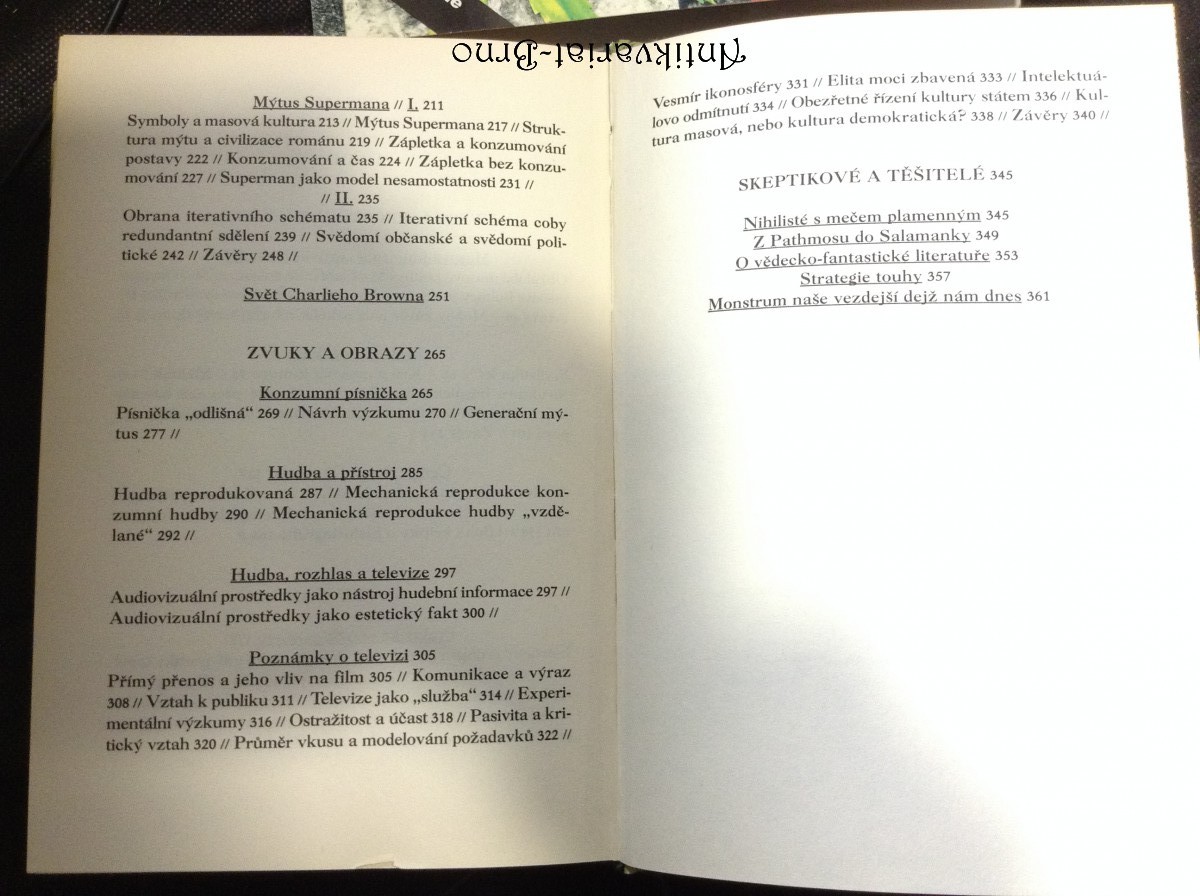 Antikvariat-Brno
Mýtus Supermana // I. 211
Symboly a masová kultura 213 // Mýtus Supermana 217 // Struk-
tura mýtu a civilizace románu 219 // Zápletka a konzumování
postavy 222 // Konzumování a čas 224 // Zápletka bez konzu-
mování 227 // Superman jako model nesamostatnosti 231 //
// II. 235
Obrana iterativního schématu 235 // Iterativní schéma coby
redundantní sdělení 239 // Svědomí občanské a svědomí poli-
tické 242 // Závěry 248 //
Svět Charlieho Browna 251
ZVUKY A OBRAZY 265
Konzumní písnička 265
Písnička „odlišná“ 269 // Návrh výzkumu 270 // Generační mý-
tus 277 //
Hudba a přístroj 285
Hudba reprodukovaná 287 // Mechanická reprodukce kon-
zumní hudby 290 // Mechanická reprodukce hudby „vzdě-
lané“ 292 //
Hudba, rozhlas a televize 297
Audiovizuální prostředky jako nástroj hudební informace 297 //
Audiovizuální prostředky jako estetický fakt 300 //
Poznámky o televizi 305
Přímý přenos a jeho vliv na film 305 // Komunikace a výraz
308 // Vztah k publiku 311 // Televize jako „služba“ 314 // Experi-
mentální výzkumy 316 // Ostražitost a účast 318 // Pasivita a kri-
tický vztah 320 // Průměr vkusu a modelování požadavků 322 //
Vesmír ikonosféry 331 // Elita moci zbavená 333 // Intelektuá-
lovo odmítnutí 334 // Obezřetné řízení kultury státem 336 // Kul-
tura masová, nebo kultura demokratická? 338 // Závěry 340 //
SKEPTIKOVÉ A TĚŠITELÉ 345
Nihilisté s mečem plamenným 345
Z Pathmosu do Salamanky 349
O vědecko-fantastické literatuře 353
Strategie touhy 357
Monstrum naše vezdejší dejž nám dnes 361